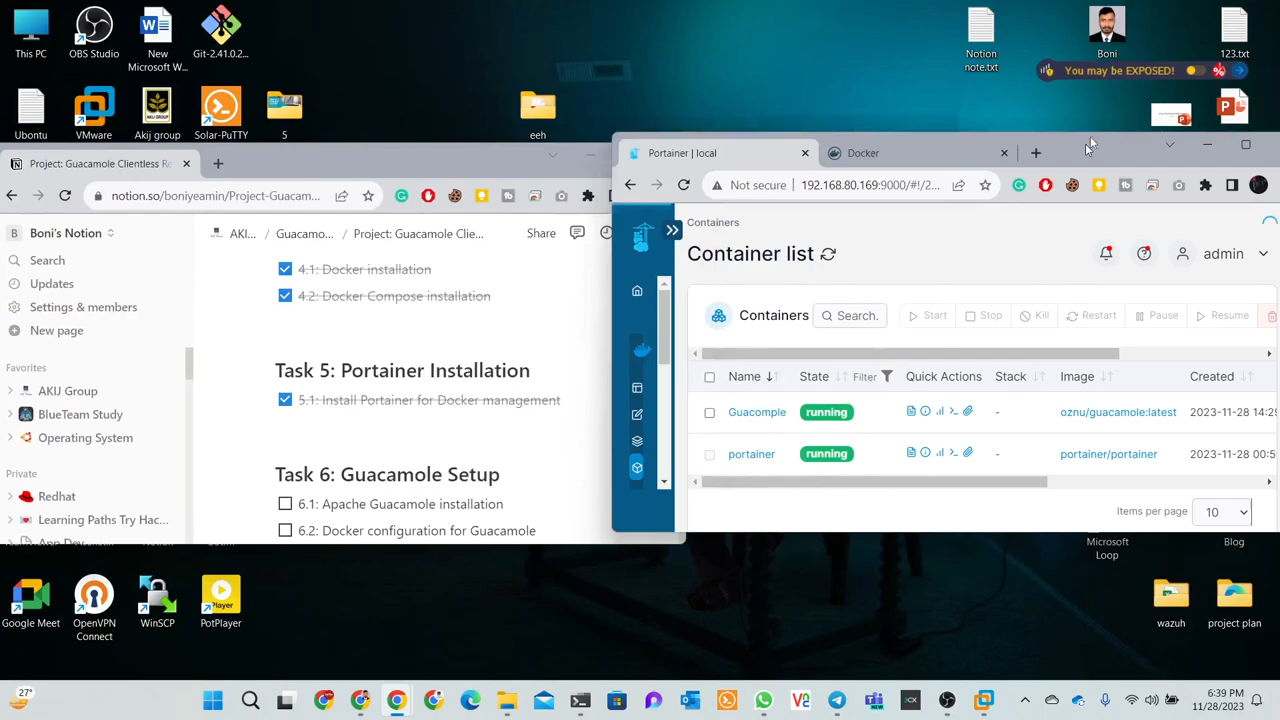 This PC
OBS Studio
New Microsoft W...
Git-2.41.0.2...
Notion note.txt
Boni
123.txt
You may be EXPOSED!
Ubontu
VMware
Akij group
Solar-PuTTY
5
eeh
Project: Guacamole Clientless Re
notion.so/boniyeamin/Project-Guacam...
B
Boni's Notion
Search
Updates
Settings & members
New page
Favorites
AKIJ Group
BlueTeam Study
Operating System
Private
Redhat
Learning Paths Try Hac...
App Dev
AKI...
/
Guacamo...
/
Project: Guacamole Clie...
Share
4.1: Docker installation
4.2: Docker Compose installation
Task 5: Portainer Installation
5.1: Install Portainer for Docker management
Task 6: Guacamole Setup
6.1: Apache Guacamole installation
6.2: Docker configuration for Guacamole
Portainer | local
Docker
Not secure
192.168.80.169:9000/#!/2...
Containers
Container list
admin
Containers
Search.
Start
Stop
Kill
Restart
Pause
Resume
Name
State
Filter
Quick Actions
Stack
Image
Created
Guacomple
running
-
oznu/guacamole:latest
2023-11-28 14:29
portainer
running
-
portainer/portainer
2023-11-28 00:5
Items per page
10
Microsoft Loop
Blog
Google Meet
OpenVPN Connect
WinSCP
PotPlayer
wazuh
project plan
27°
6:39 PM
11/28/2023